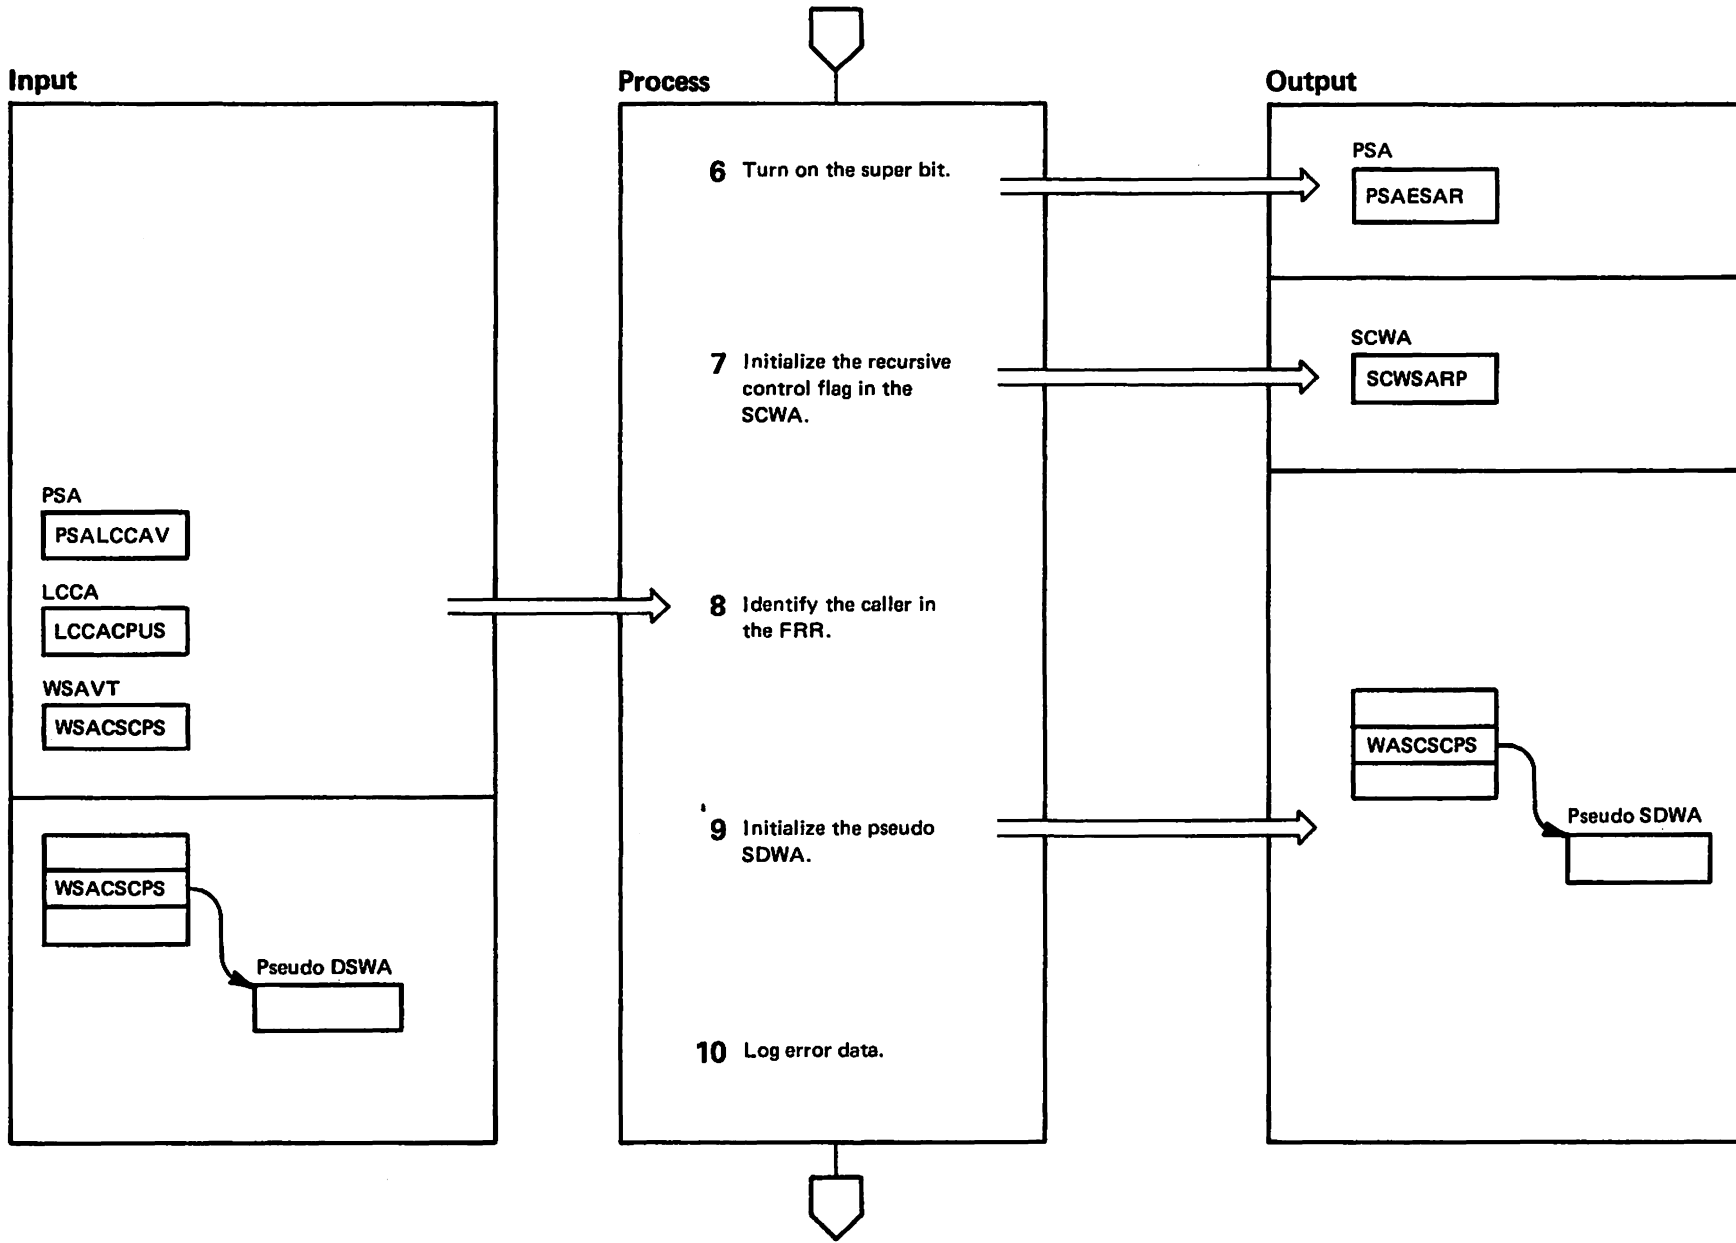 Input
PSA
PSALCCAV
LCCA
LCCACPUS
WSAVT
WSACSCPS
WSACSCPS
Pseudo DSWA
Process
6 Turn on the super bit.
7 Initialize the recursive
control flag in the
SCWA.
8 Identify the caller in
the FRR.
9 Initialize the pseudo
SDWA.
10 Log error data.
Output
PSA
PSAESAR
SCWA
SCWSARP
WASCSCPS
Pseudo SDWA